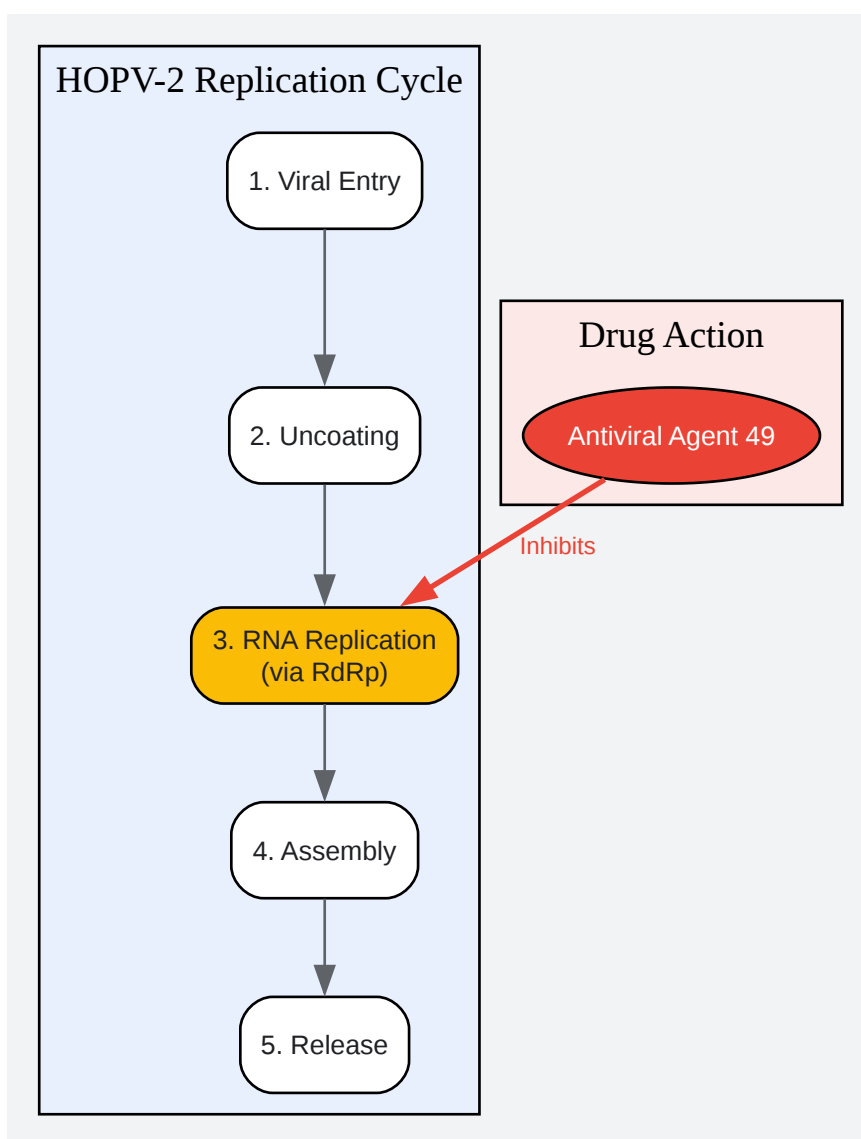 HOPV-2 Replication Cycle
1. Viral Entry
Drug Action
2. Uncoating
Antiviral Agent 49
Inhibits
3. RNA Replication
(via RdRp)
4. Assembly
5. Release